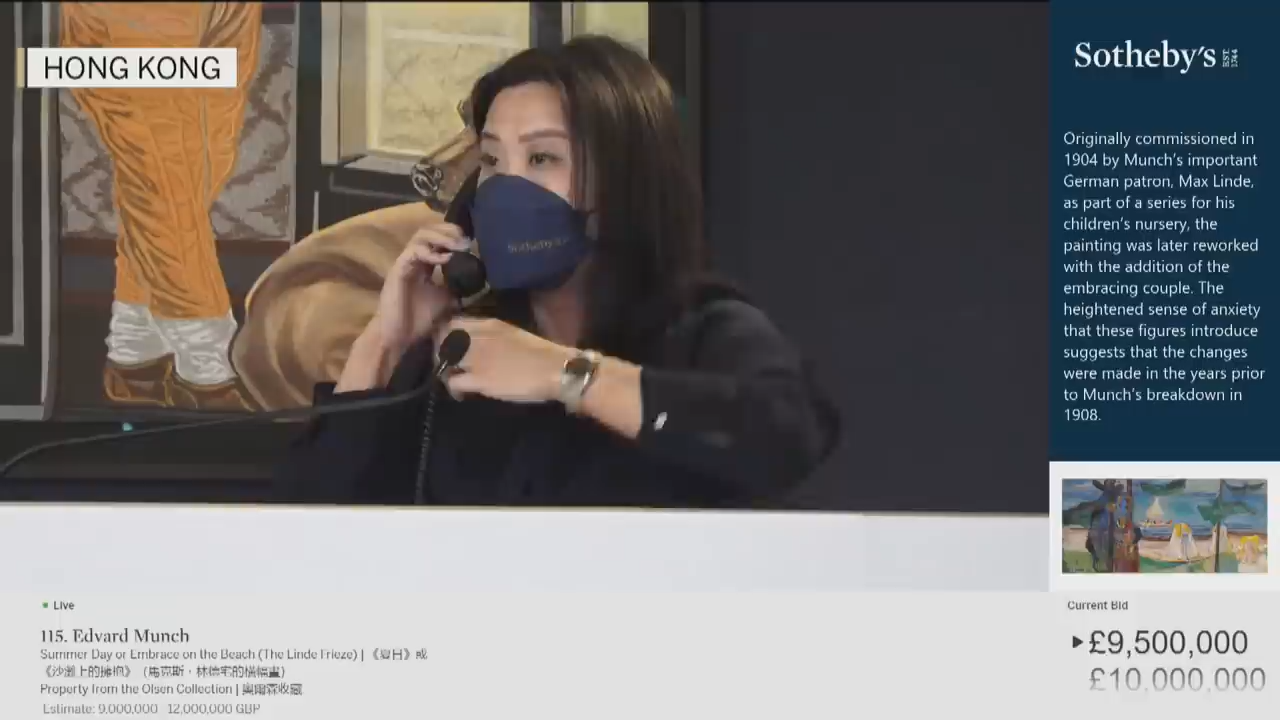 HONG KONG
Sotheby's EST. 1744
Originally commissioned in
1904 by Munch's important
German patron, Max Linde,
as part of a series for his
children's nursery, the
painting was later reworked
with the addition of the
embracing couple. The
heightened sense of anxiety
that these figures introduce
suggests that the changes
were made in the years prior
to Munch's breakdown in
1908.
Sotheby's
Live
115. Edvard Munch
Summer Day or Embrace on the Beach (The Linde Frieze) | 《夏日》或
《沙灘上的擁抱》（馬克斯·林德宅的橫幅畫）
Property from the Olsen Collection | 奧爾森收藏
Estimate: 9,000,000 12,000,000 GBP
Current Bid
£9,500,000
£10,000,000